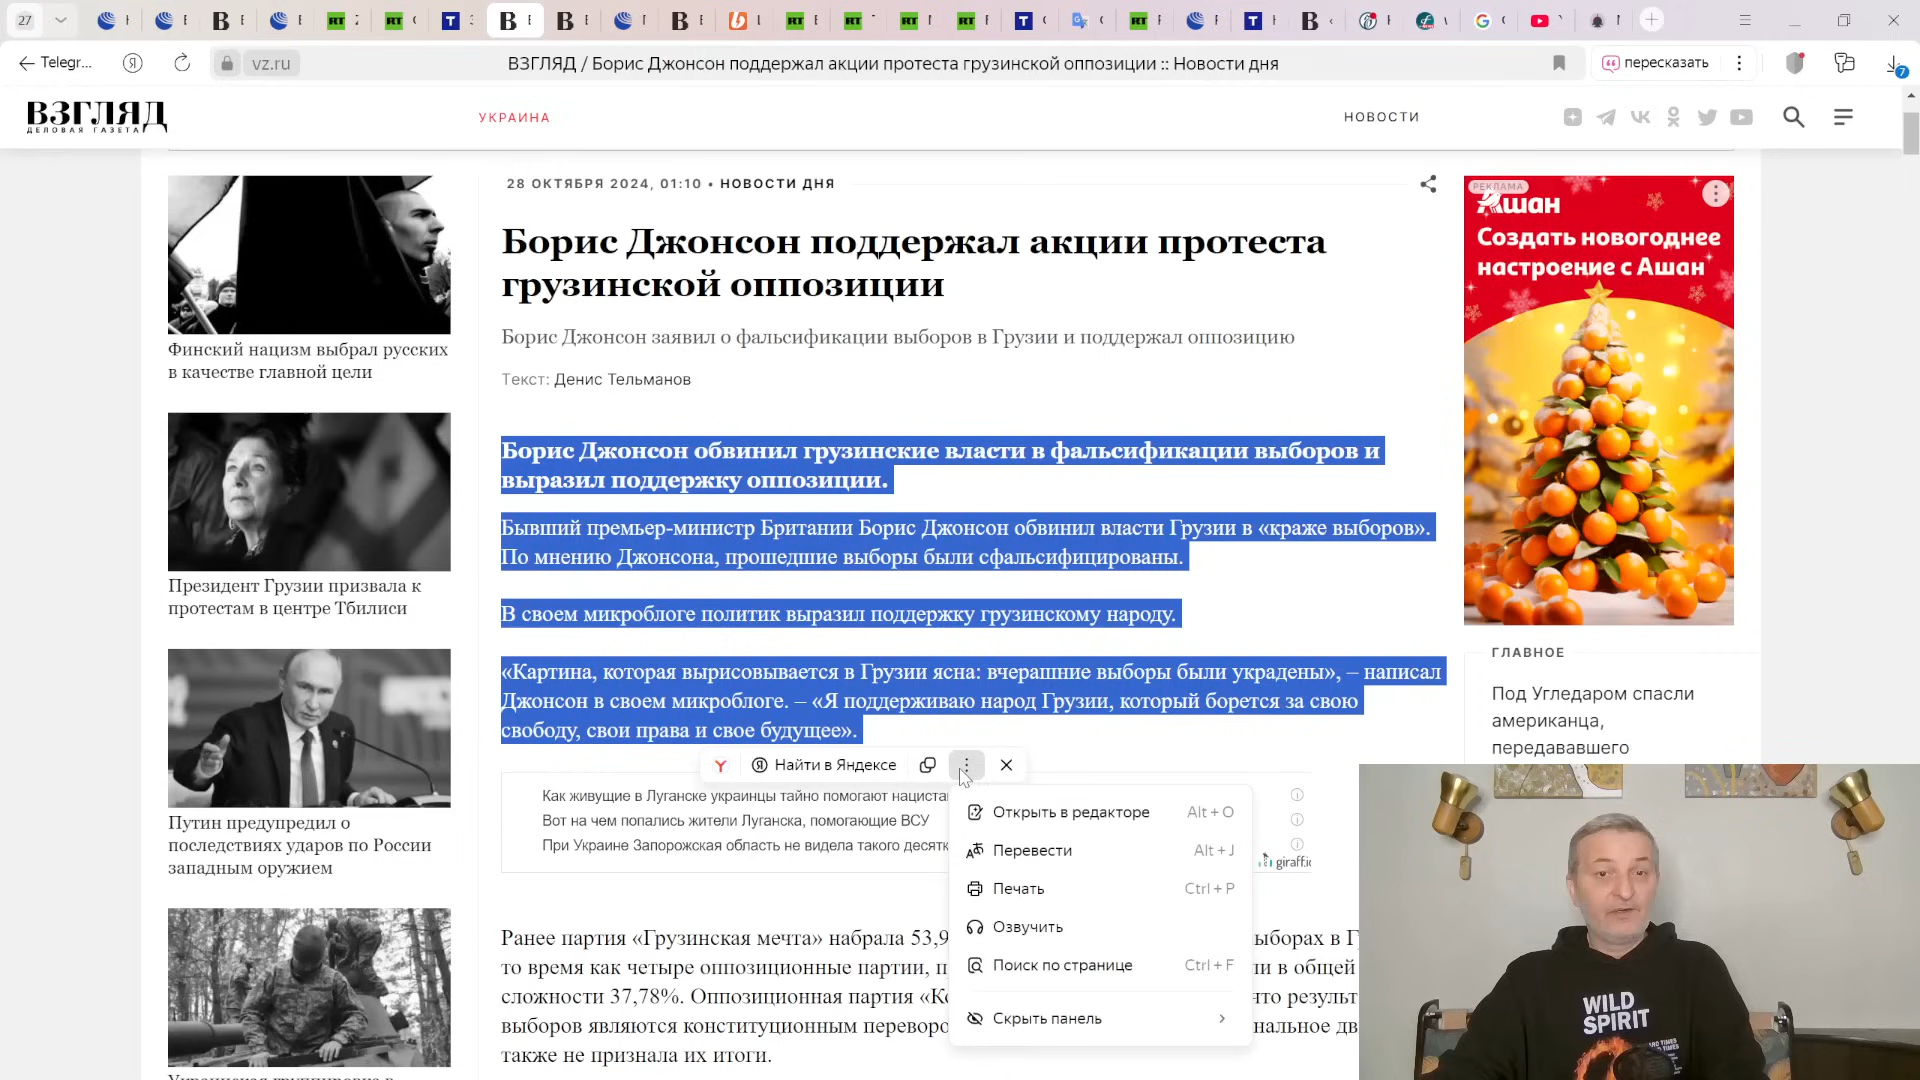 27
Telegr...
vz.ru
ВЗГЛЯД / Борис Джонсон поддержал акции протеста грузинской оппозиции :: Новости дня
пересказать
7
ВЗГЛЯД
ДЕЛОВАЯ ГАЗЕТА
УКРАИНА
НОВОСТИ
28 ОКТЯБРЯ 2024, 01:10 • НОВОСТИ ДНЯ
Борис Джонсон поддержал акции протеста
грузинской оппозиции
Борис Джонсон заявил о фальсификации выборов в Грузии и поддержал оппозицию
Текст: Денис Тельманов
Борис Джонсон обвинил грузинские власти в фальсификации выборов и
выразил поддержку оппозиции.
Бывший премьер-министр Британии Борис Джонсон обвинил власти Грузии в «краже выборов».
По мнению Джонсона, прошедшие выборы были сфальсифицированы.
В своем микроблоге политик выразил поддержку грузинскому народу.
«Картина, которая вырисовывается в Грузии ясна: вчерашние выборы были украдены», – написал
Джонсон в своем микроблоге. – «Я поддерживаю народ Грузии, который борется за свою
свободу, свои права и свое будущее».
Найти в Яндексе
Как живущие в Луганске украинцы тайно помогают нациста
Вот на чем попались жители Луганска, помогающие ВСУ
При Украине Запорожская область не видела такого десятк
giraff.io
Открыть в редакторе Alt + O
Перевести Alt + J
Печать Ctrl + P
Озвучить
Поиск по странице Ctrl + F
Скрыть панель
Ранее партия «Грузинская мечта» набрала 53,9 ыборах в Г
то время как четыре оппозиционные партии, п ли в общей
сложности 37,78%. Оппозиционная партия «Ко что результ
выборов являются конституционным переворо нальное дв
также не признала их итоги.
Финский нацизм выбрал русских
в качестве главной цели
Президент Грузии призвала к
протестам в центре Тбилиси
Путин предупредил о
последствиях ударов по России
западным оружием
РЕКЛАМА
Ашан
Создать новогоднее
настроение с Ашан
ГЛАВНОЕ
Под Угледаром спасли
американца,
передававшего
WILD
SPIRIT